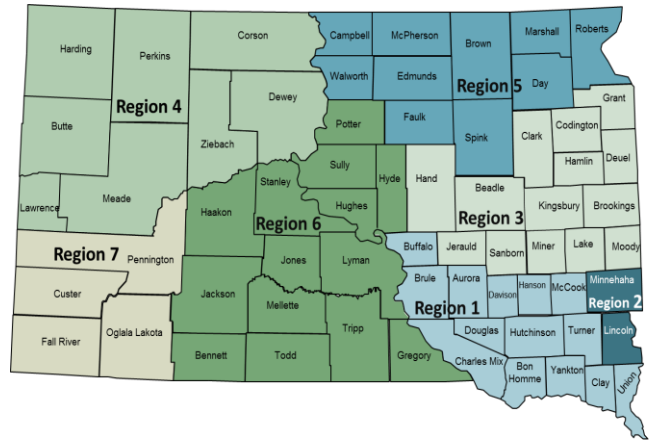 Harding
Perkins
Corson
Campbell
McPherson
Brown
Marshall
Roberts
Walworth
Edmunds
Day
Region 4
Region 5
Dewey
Butte
Ziebach
Potter
Faulk
Spink
Grant
Clark
Codington
Hamlin
Deuel
Meade
Lawrence
Sully
Hyde
Hand
Beadle
Stanley
Hughes
Haakon
Region 6
Region 3
Kingsbury
Brookings
Region 7
Pennington
Buffalo
Jerauld
Sanborn
Miner
Lake
Moody
Jones
Lyman
Custer
Jackson
Mellette
Brule
Aurora
Davison
Hanson
McCook
Minnehaha
Region 1
Region 2
Fall River
Oglala Lakota
Tripp
Douglas
Hutchinson
Turner
Lincoln
Bennett
Todd
Gregory
Charles Mix
Bon
Homme
Yankton
Clay
Union